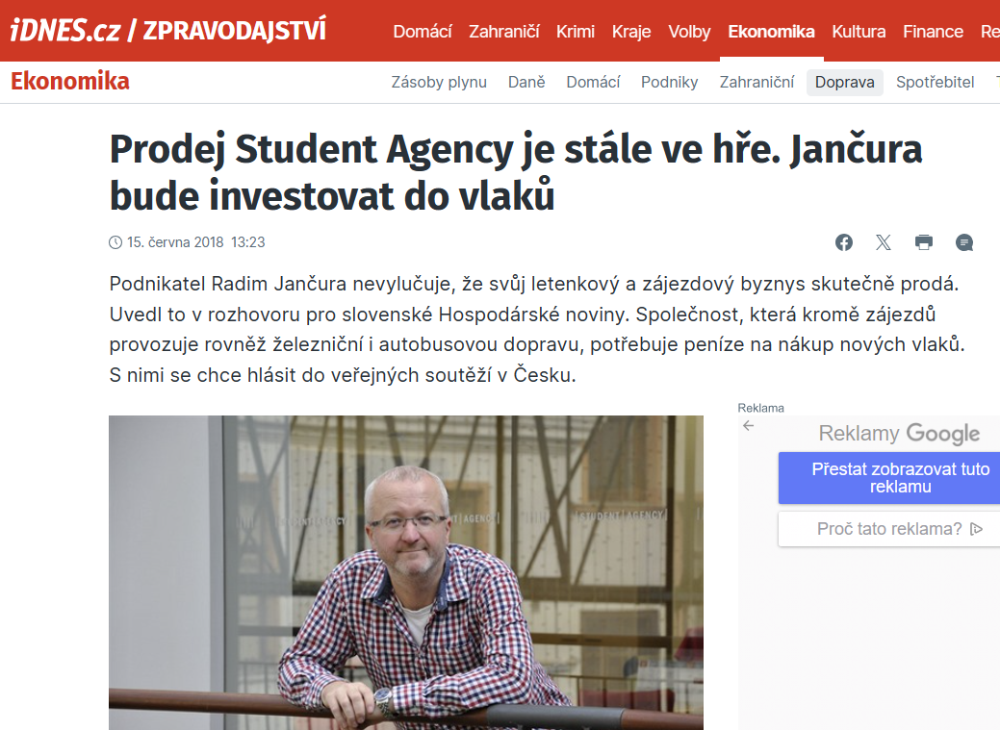 iDNES.cz / ZPRAVODAJSTVÍ
Domácí Zahraničí Krimi Kraje Volby Ekonomika Kultura Finance Re
Ekonomika
Zásoby plynu Daně Domácí Podniky Zahraniční Doprava Spotřebitel
Prodej Student Agency je stále ve hře. Jančura
bude investovat do vlaků
15. června 2018 13:23
Podnikatel Radim Jančura nevylučuje, že svůj letenkový a zájezdový byznys skutečně prodá.
Uvedl to v rozhovoru pro slovenské Hospodárské noviny. Společnost, která kromě zájezdů
provozuje rovněž železniční i autobusovou dopravu, potřebuje peníze na nákup nových vlaků.
S nimi se chce hlásit do veřejných soutěží v Česku.
Reklama
Reklamy Google
Přestat zobrazovat tuto
reklamu
Proč tato reklama?
STUDENT AGENCY